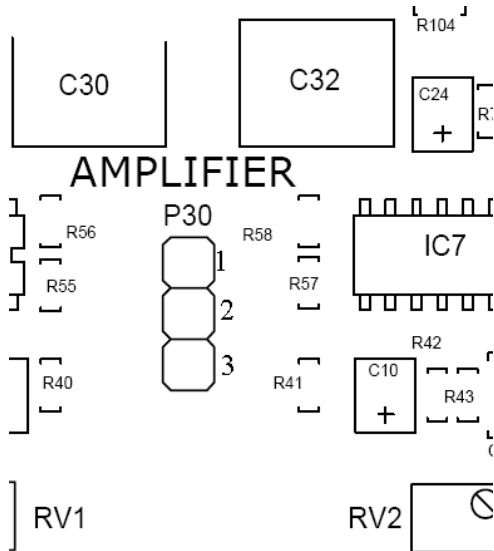 R104
C30
C32
C24
+
AMPLIFIER
P30
R56
R58
IC7
1
R55
R57
2
R42
3
R40
R41
C10
R43
+
RV1
RV2